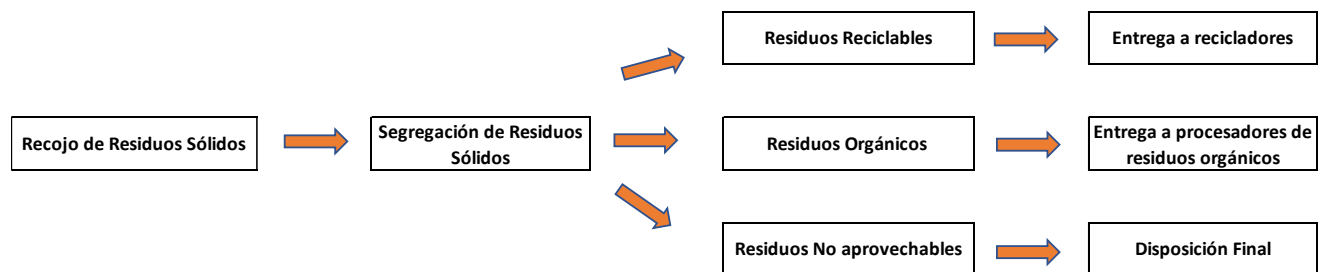 Residuos Reciclables
Entrega a recicladores
Recojo de Residuos Sólidos
Segregación de Residuos
Sólidos
Residuos Orgánicos
Entrega a procesadores de
residuos orgánicos
Residuos No aprovechables
Disposición Final